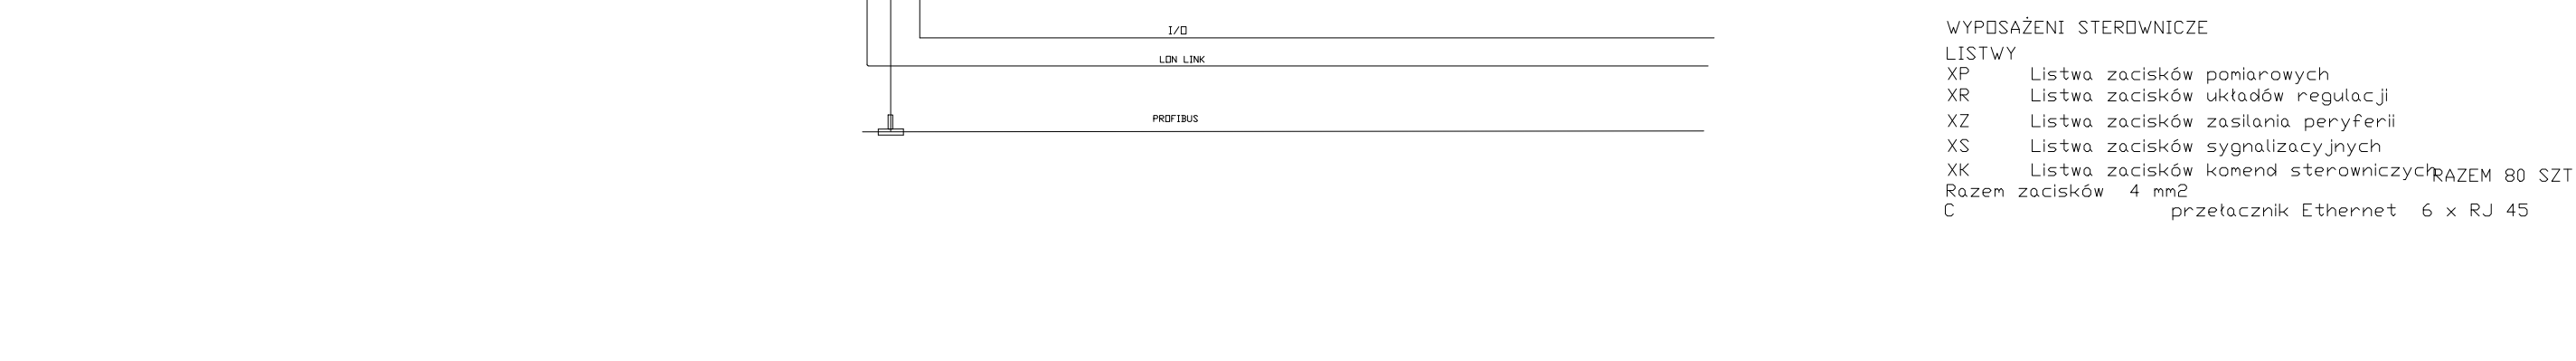 I/O
LON LINK
PROFIBUS
WYPOSAŻENI STEROWNICZE
LISTWY
XP Listwa zacisków pomiarowych
XR Listwa zacisków układów regulacji
XZ Listwa zacisków zasilania peryferii
XS Listwa zacisków sygnalizacyjnych
XK Listwa zacisków komend sterowniczych RAZEM 80 SZT
Razem zacisków 4 mm2
C przełacznik Ethernet 6 x RJ 45